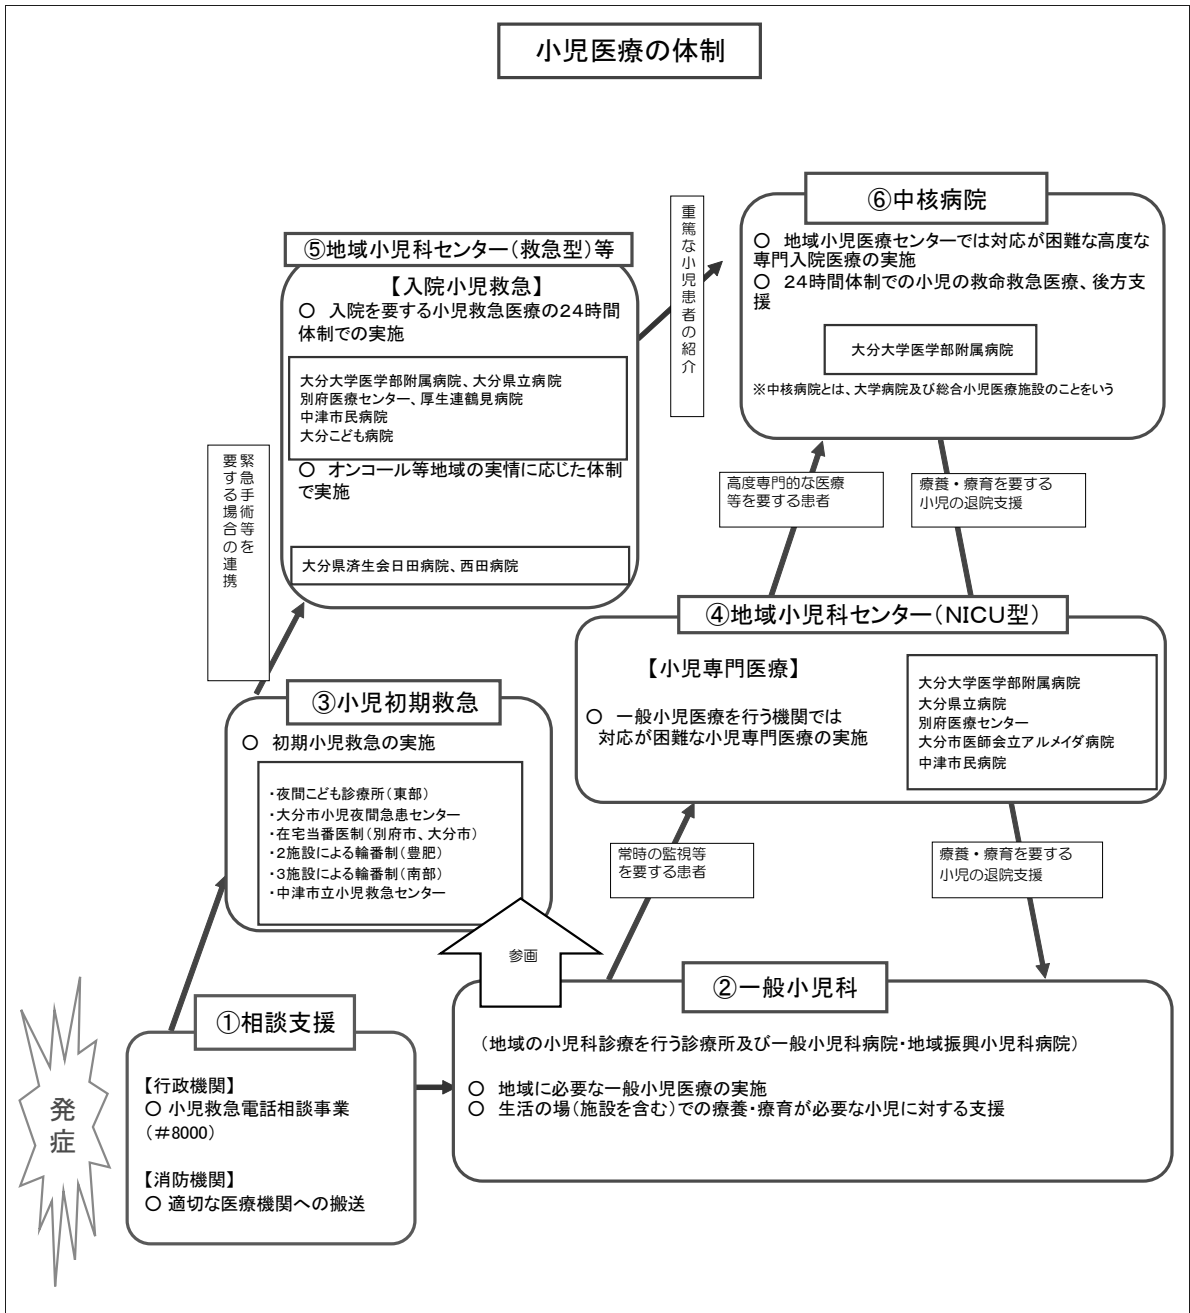 小児医療の体制
⑥中核病院
○ 地域小児医療センターでは対応が困難な高度な
専門入院医療の実施
○ 24時間体制での小児の救命救急医療、後方支
援
大分大学医学部附属病院
※中核病院とは、大学病院及び総合小児医療施設のことをいう
重篤な小児患者の紹介
⑤地域小児科センター(救急型)等
【入院小児救急】
○ 入院を要する小児救急医療の24時間
体制での実施
大分大学医学部附属病院、大分県立病院
別府医療センター、厚生連鶴見病院
中津市民病院
大分こども病院
○ オンコール等地域の実情に応じた体制
で実施
大分県済生会日田病院、西田病院
緊急手術等を
要する場合の連携
高度専門的な医療
等を要する患者
療養・療育を要する
小児の退院支援
④地域小児科センター(NICU型)
【小児専門医療】
○ 一般小児医療を行う機関では
対応が困難な小児専門医療の実施
大分大学医学部附属病院
大分県立病院
別府医療センター
大分市医師会立アルメイダ病院
中津市民病院
③小児初期救急
○ 初期小児救急の実施
・夜間こども診療所(東部)
・大分市小児夜間急患センター
・在宅当番医制(別府市、大分市)
・2施設による輪番制(豊肥)
・3施設による輪番制(南部)
・中津市立小児救急センター
常時の監視等
を要する患者
療養・療育を要する
小児の退院支援
参画
②一般小児科
(地域の小児科診療を行う診療所及び一般小児科病院・地域振興小児科病院)
○ 地域に必要な一般小児医療の実施
○ 生活の場(施設を含む)での療養・療育が必要な小児に対する支援
①相談支援
【行政機関】
○ 小児救急電話相談事業
(#8000)
【消防機関】
○ 適切な医療機関への搬送
発
症